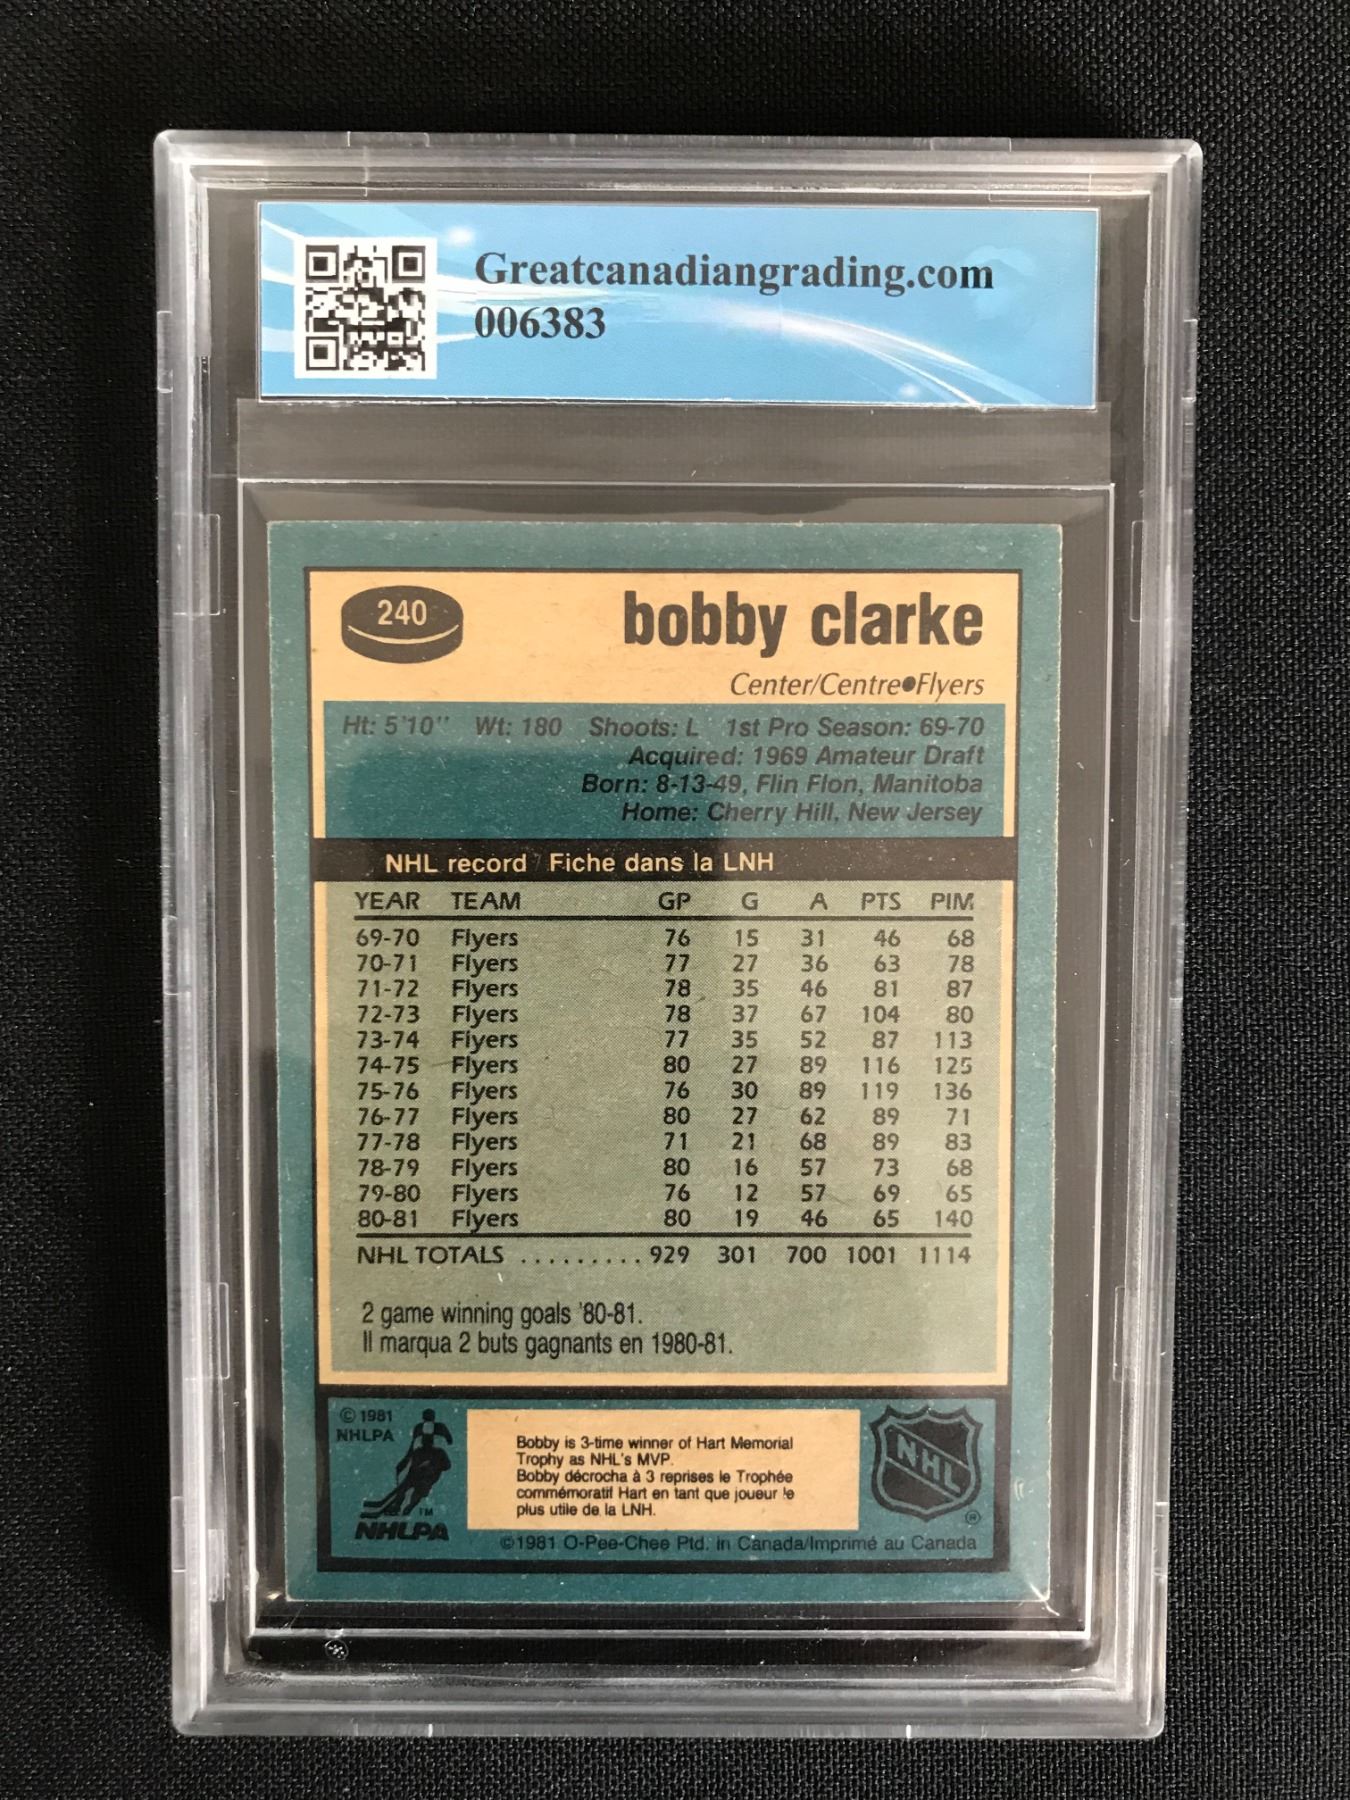 Greatcanadiangrading.com
006383
240
bobby clarke
Center/Centre●Flyers
Ht: 5'10" Wt: 180 Shoots: L 1st Pro Season: 69-70
Acquired: 1969 Amateur Draft
Born: 8-13-49, Flin Flon, Manitoba
Home: Cherry Hill, New Jersey
NHL record / Fiche dans la LNH
YEAR TEAM GP G A PTS PIM
69-70 Flyers 76 15 31 46 68
70-71 Flyers 77 27 36 63 78
71-72 Flyers 78 35 46 81 87
72-73 Flyers 78 37 67 104 80
73-74 Flyers 77 35 52 87 113
74-75 Flyers 80 27 89 116 125
75-76 Flyers 76 30 89 119 136
76-77 Flyers 80 27 62 89 71
77-78 Flyers 71 21 68 89 83
78-79 Flyers 80 16 57 73 68
79-80 Flyers 76 12 57 69 65
80-81 Flyers 80 19 46 65 140
NHL TOTALS ......... 929 301 700 1001 1114
2 game winning goals '80-81.
Il marqua 2 buts gagnants en 1980-81.
© 1981
NHLPA
TM
NHLPA
Bobby is 3-time winner of Hart Memorial
Trophy as NHL's MVP.
Bobby décrocha à 3 reprises le Trophée
commémoratif Hart en tant que joueur le
plus utile de la LNH.
NHL
®
©1981 O-Pee-Chee Ptd. in Canada/Imprimé au Canada